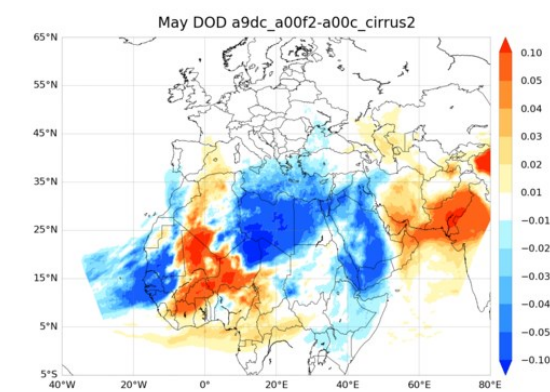 May DOD a9dc_a00f2-a00c_cirrus2
65°N
55°N
45°N
35°N
25°N
15°N
5°N
5°S
40°W 20°W 0° 20°E 40°E 60°E 80°E
0.10
0.05
0.04
0.03
0.02
0.01
−0.01
−0.02
−0.03
−0.04
−0.05
−0.10